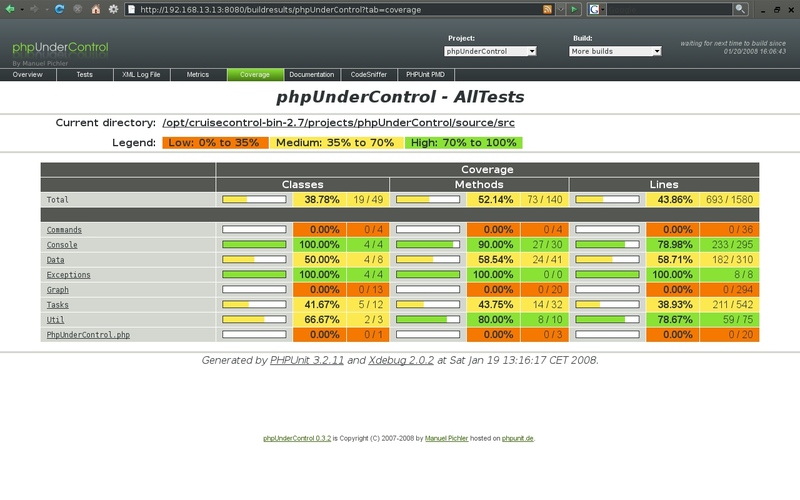 http://192.168.13.13:8080/buildresults/phpUnderControl?tab=coverage
phpUnderControl
By Manuel Pichler
Project:
phpUnderControl
Build:
More builds
waiting for next time to build since
01/20/2008 16:06:43
Overview Tests XML Log File Metrics Coverage Documentation CodeSniffer PHPUnit PMD
phpUnderControl - AllTests
Current directory: /opt/cruisecontrol-bin-2.7/projects/phpUnderControl/source/src
Legend: Low: 0% to 35% Medium: 35% to 70% High: 70% to 100%
Coverage
Classes Methods Lines
Total 38.78% 19 / 49 52.14% 73 / 140 43.86% 693 / 1580
Commands 0.00% 0 / 4 0.00% 0 / 4 0.00% 0 / 36
Console 100.00% 4 / 4 90.00% 27 / 30 78.98% 233 / 295
Data 50.00% 4 / 8 58.54% 24 / 41 58.71% 182 / 310
Exceptions 100.00% 4 / 4 100.00% 0 / 0 100.00% 8 / 8
Graph 0.00% 0 / 13 0.00% 0 / 20 0.00% 0 / 294
Tasks 41.67% 5 / 12 43.75% 14 / 32 38.93% 211 / 542
Util 66.67% 2 / 3 80.00% 8 / 10 78.67% 59 / 75
PhpUnderControl.php 0.00% 0 / 1 0.00% 0 / 3 0.00% 0 / 20
Generated by PHPUnit 3.2.11 and Xdebug 2.0.2 at Sat Jan 19 13:16:17 CET 2008.
phpUnderControl 0.3.2 is Copyright (C) 2007-2008 by Manuel Pichler hosted on phpunit.de.